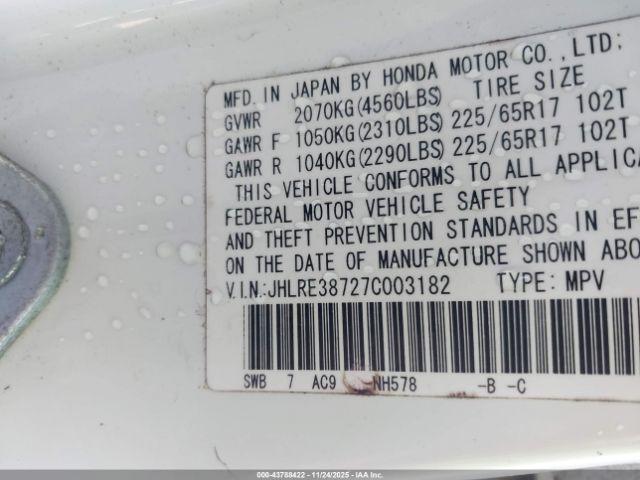 MFD. IN JAPAN BY HONDA MOTOR CO., LTD;
GVWR 2070KG(4560LBS) TIRE SIZE
GAWR F 1050KG(2310LBS) 225/65R17 102T
GAWR R 1040KG(2290LBS) 225/65R17 102T
THIS VEHICLE CONFORMS TO ALL APPLICA
FEDERAL MOTOR VEHICLE SAFETY
AND THEFT PREVENTION STANDARDS IN EF
ON THE DATE OF MANUFACTURE SHOWN ABO
V.I.N.:JHLRE38727C003182 TYPE: MPV
SWB 7 AC9 NH578 -B -C
000-43788422 - 11/24/2025 - IAA, Inc.